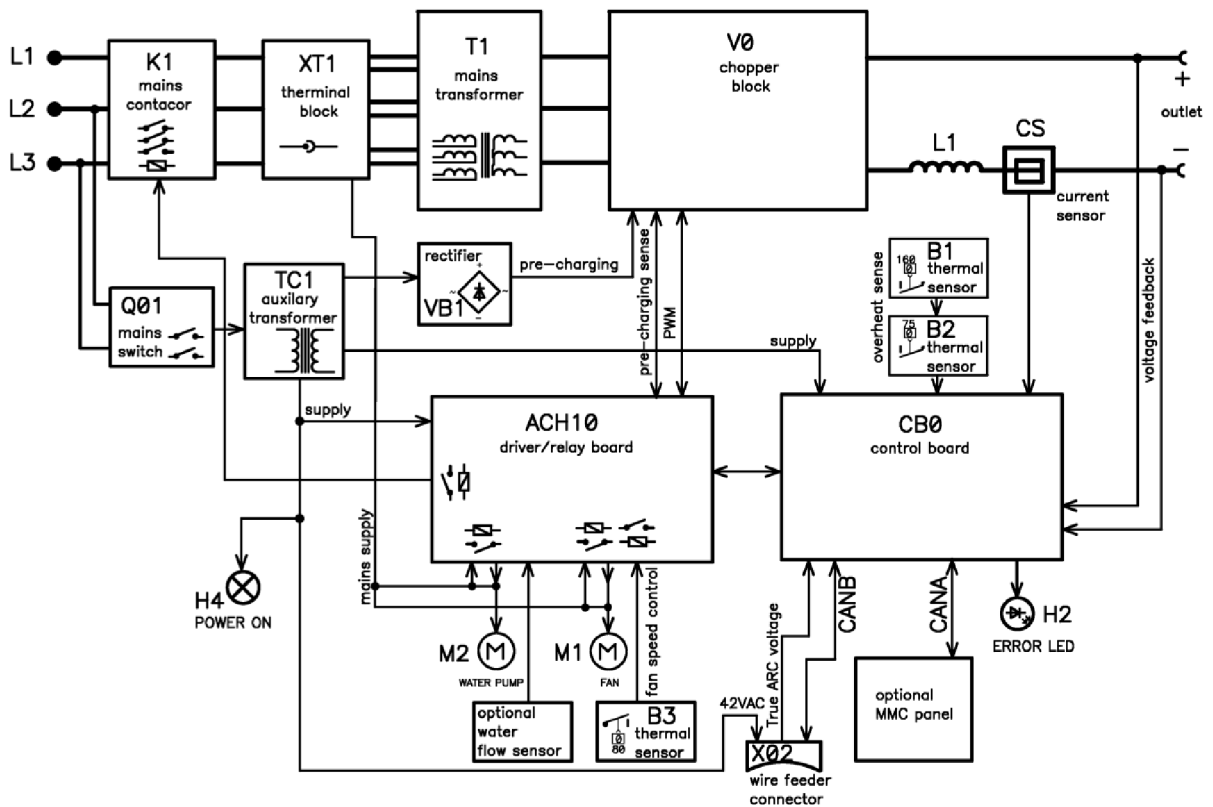 L1
L2
L3
K1
mains
contacor
XT1
therminal
block
T1
mains
transformer
V0
chopper
block
+
outlet
−
L1
CS
current
sensor
Q01
mains
switch
TC1
auxilary
transformer
rectifier
VB1
+
~
~
−
pre-charging
pre-charging sense
PWM
overheat sense
160
B1
thermal
sensor
75
B2
thermal
sensor
voltage feedback
supply
supply
ACH10
driver/relay board
CB0
control board
mains supply
H4
POWER ON
M2
M
WATER PUMP
M1
M
FAN
fan speed control
optional
water
flow sensor
B3
thermal
sensor
80
42VAC
True ARC voltage
CANB
CANA
X02
wire feeder
connector
optional
MMC panel
H2
ERROR LED